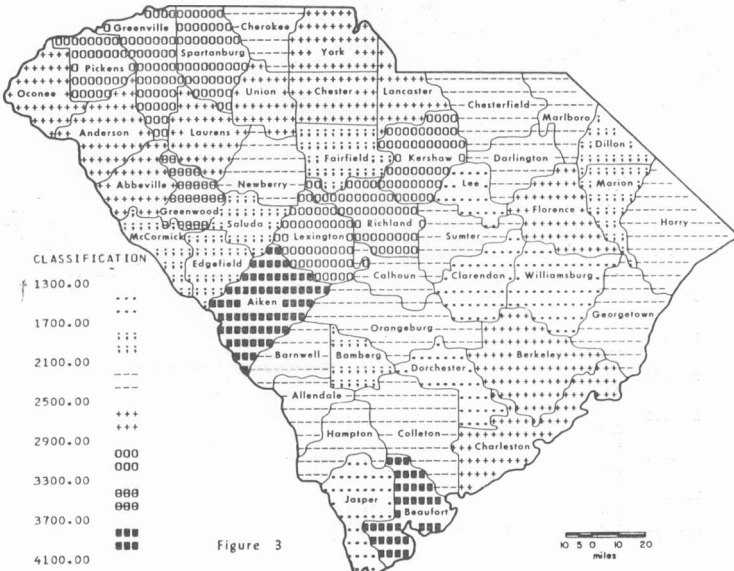 Greenville
Cherokee
Spartanburg
York
Pickens
Oconee
Union
Chester
Lancaster
Chesterfield
Marlboro
Anderson
Laurens
Dillon
Fairfield
Kershaw
Darlington
Abbeville
Newberry
Lee
Marion
Greenwood
Saluda
Richland
Florence
Horry
McCormick
Lexington
Sumter
Edgefield
CLASSIFICATION
Calhoun
Clarendon
Williamsburg
1300.00
Aiken
Georgetown
1700.00
Orangeburg
Barnwell
Bamberg
Berkeley
2100.00
Dorchester
Allendale
2500.00
Hampton
Colleton
2900.00
Charleston
3300.00
Jasper
Beaufort
3700.00
Figure 3
10 5 0 10 20
miles
4100.00